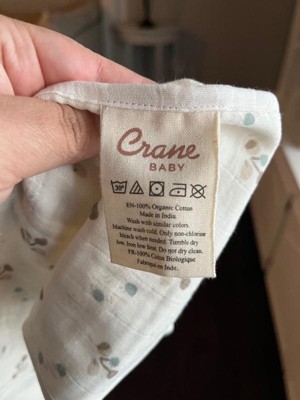 Crane
BABY
EN-100% Organic Cotton
Made in India.
Wash with similar colors.
Machine wash cold. Only non-chlorine
bleach when needed. Tumble dry
low. Iron low heat. Do not dry clean.
FR-100% Coton Biologique
Fabriqué en Inde.